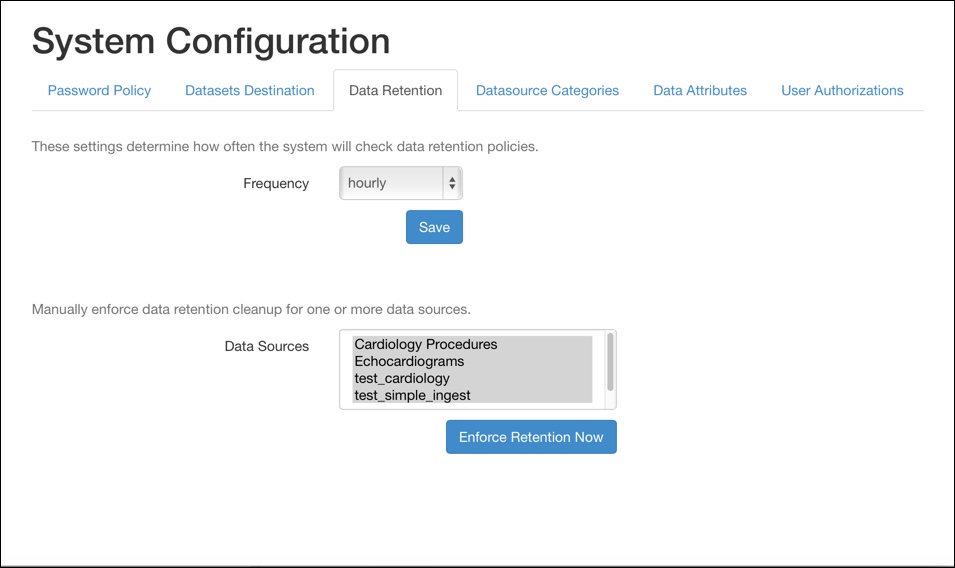 System Configuration
Password Policy Datasets Destination Data Retention Datasource Categories Data Attributes User Authorizations
These settings determine how often the system will check data retention policies.
Frequency hourly
Save
Manually enforce data retention cleanup for one or more data sources.
Data Sources Cardiology Procedures
Echocardiograms
test_cardiology
test_simple_ingest
Enforce Retention Now